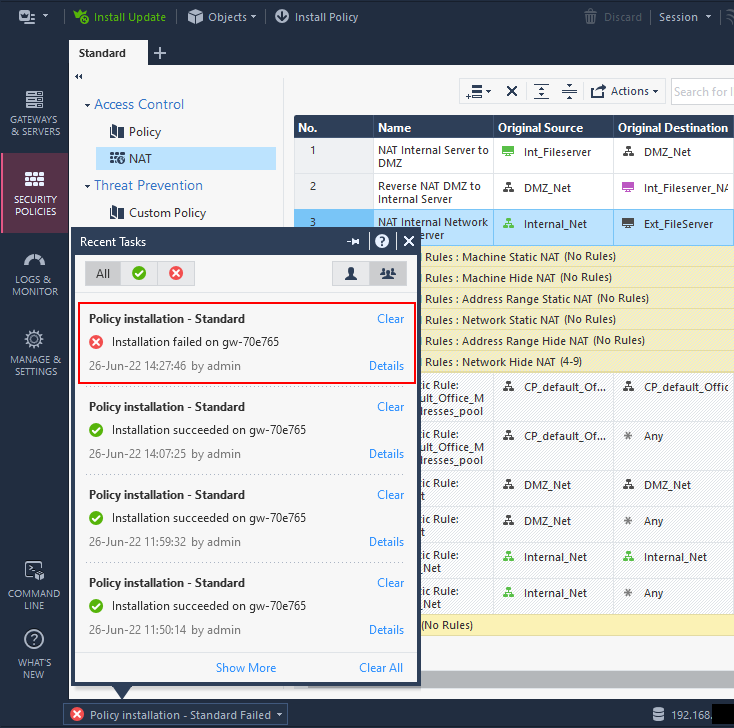 Install Update
Objects
Install Policy
Discard
Session
Standard
GATEWAYS
& SERVERS
SECURITY
POLICIES
LOGS &
MONITOR
MANAGE &
SETTINGS
COMMAND
LINE
WHAT'S
NEW
Access Control
Policy
NAT
Threat Prevention
Custom Policy
Actions
Search for I
No. Name Original Source Original Destination
1 NAT Internal Server to Int_Fileserver DMZ_Net
DMZ
2 Reverse NAT DMZ to DMZ_Net Int_Fileserver_NA
Internal Server
3 NAT Internal Network Internal_Net Ext_FileServer
erver
Rules : Machine Static NAT (No Rules)
Rules : Machine Hide NAT (No Rules)
Rules : Address Range Static NAT (No Rules)
Rules : Network Static NAT (No Rules)
Rules : Address Range Hide NAT (No Rules)
Rules : Network Hide NAT (4-9)
tic Rule: CP_default_Of... CP_default_Offic
ult_Office_M
dresses_pool
tic Rule: CP_default_Of... Any
ult_Office_M
dresses_pool
tic Rule: DMZ_Net DMZ_Net
t
tic Rule: DMZ_Net Any
t
tic Rule: Internal_Net Internal_Net
_Net
tic Rule: Internal_Net Any
_Net
(No Rules)
Recent Tasks
?
All
Policy installation - Standard Clear
Installation failed on gw-70e765
26-Jun-22 14:27:46 by admin Details
Policy installation - Standard Clear
Installation succeeded on gw-70e765
26-Jun-22 14:07:25 by admin Details
Policy installation - Standard Clear
Installation succeeded on gw-70e765
26-Jun-22 11:59:32 by admin Details
Policy installation - Standard Clear
Installation succeeded on gw-70e765
26-Jun-22 11:50:14 by admin Details
Show More Clear All
Policy installation - Standard Failed
192.168.